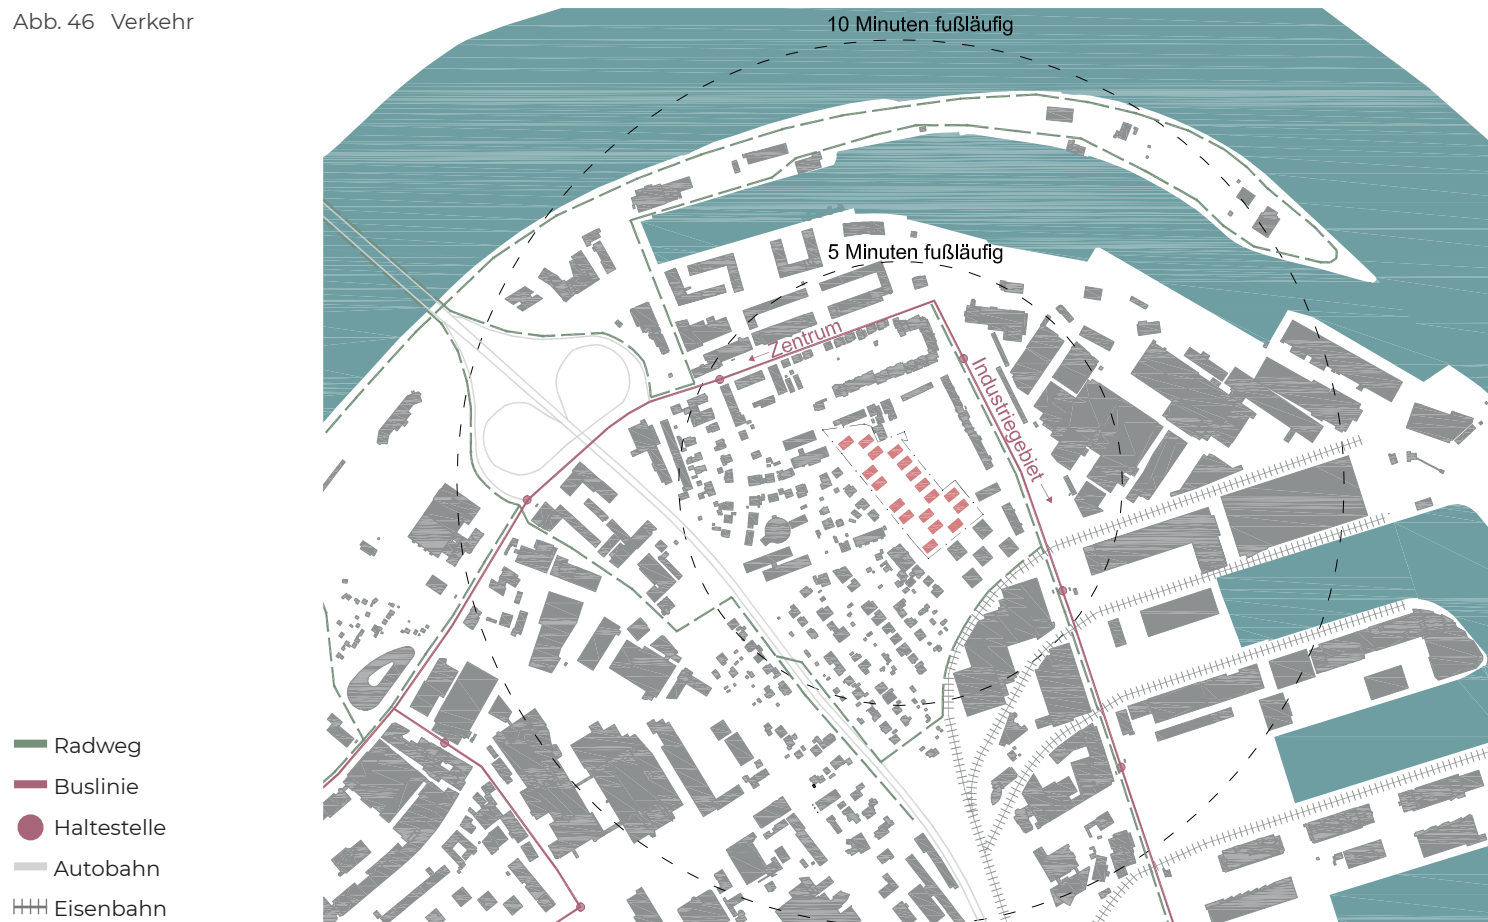 Abb. 46 Verkehr
10 Minuten fußläufig
5 Minuten fußläufig
Zentrum
Industriegebiet
Radweg
Buslinie
Haltestelle
Autobahn
Eisenbahn